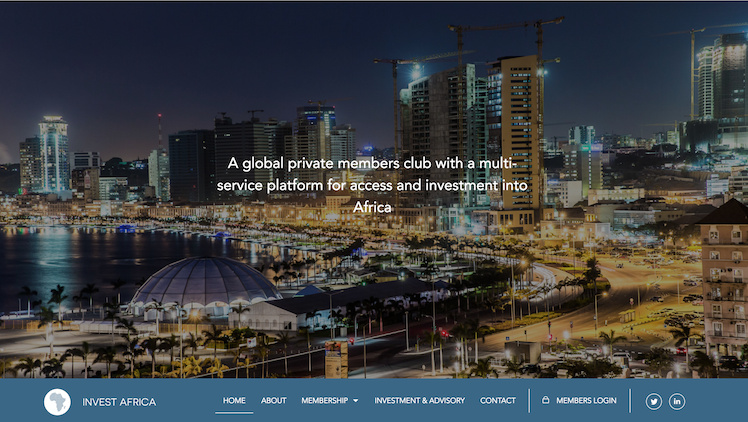 A global private members club with a multi-
service platform for access and investment into
Africa
INVEST AFRICA
HOME ABOUT MEMBERSHIP INVESTMENT & ADVISORY CONTACT MEMBERS LOGIN